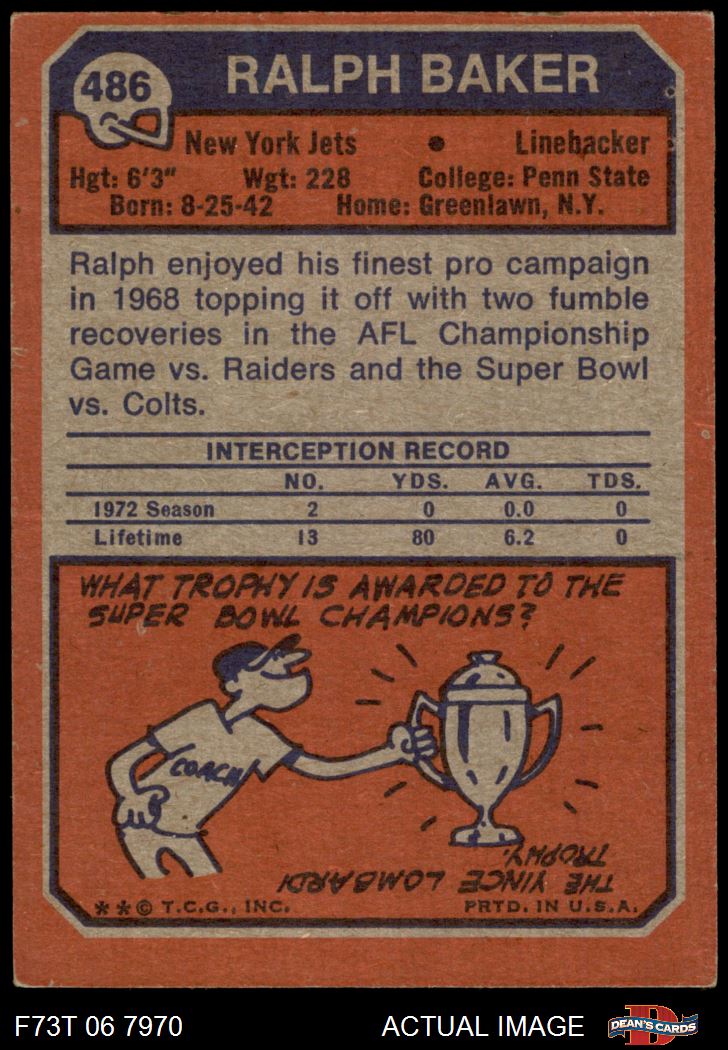 486
RALPH BAKER
New York Jets • Linebacker
Hgt: 6'3" Wgt: 228 College: Penn State
Born: 8-25-42 Home: Greenlawn, N.Y.
Ralph enjoyed his finest pro campaign
in 1968 topping it off with two fumble
recoveries in the AFL Championship
Game vs. Raiders and the Super Bowl
vs. Colts.
INTERCEPTION RECORD
NO. YDS. AVG. TDS.
1972 Season 2 0 0.0 0
Lifetime 13 80 6.2 0
WHAT TROPHY IS AWARDED TO THE
SUPER BOWL CHAMPIONS?
COACH
THE VINCE LOMBARDI
TROPHY.
**© T.C.G., INC. PRTD. IN U.S.A.
F73T 06 7970 ACTUAL IMAGE
D
DEAN'S CARDS